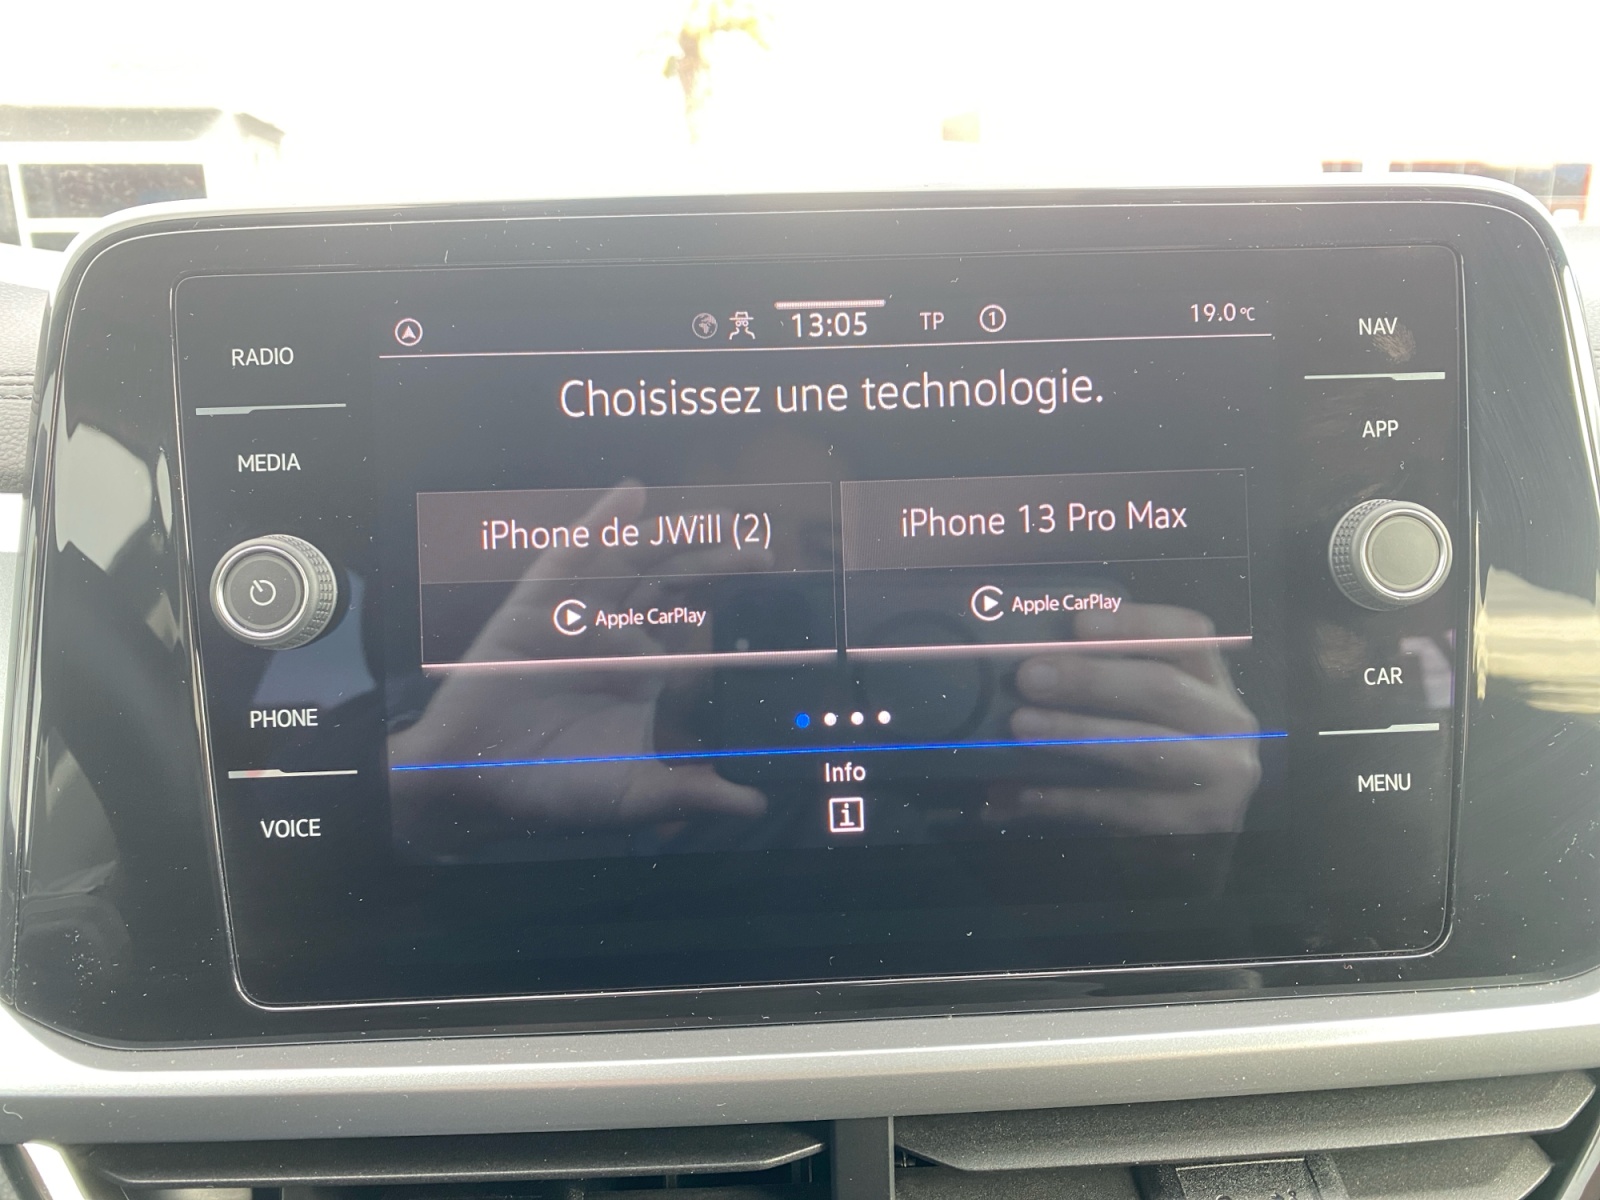 13:05 TP 1 19.0°C
RADIO
MEDIA
PHONE
VOICE
Choisissez une technologie.
iPhone de JWill (2)
Apple CarPlay
iPhone 13 Pro Max
Apple CarPlay
Info
i
NAV
APP
CAR
MENU